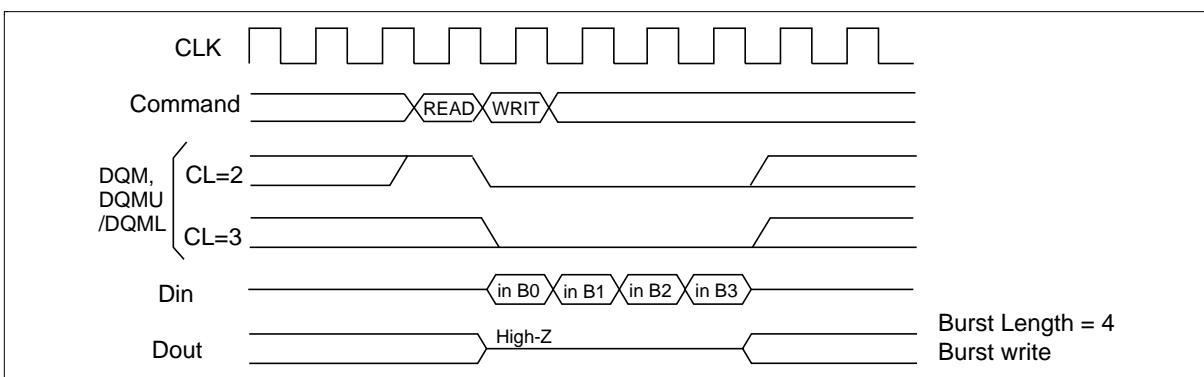 CLK
Command
READ WRIT
DQM,
DQMU
/DQML
CL=2
CL=3
Din
in B0 in B1 in B2 in B3
Dout
High-Z
Burst Length = 4
Burst write